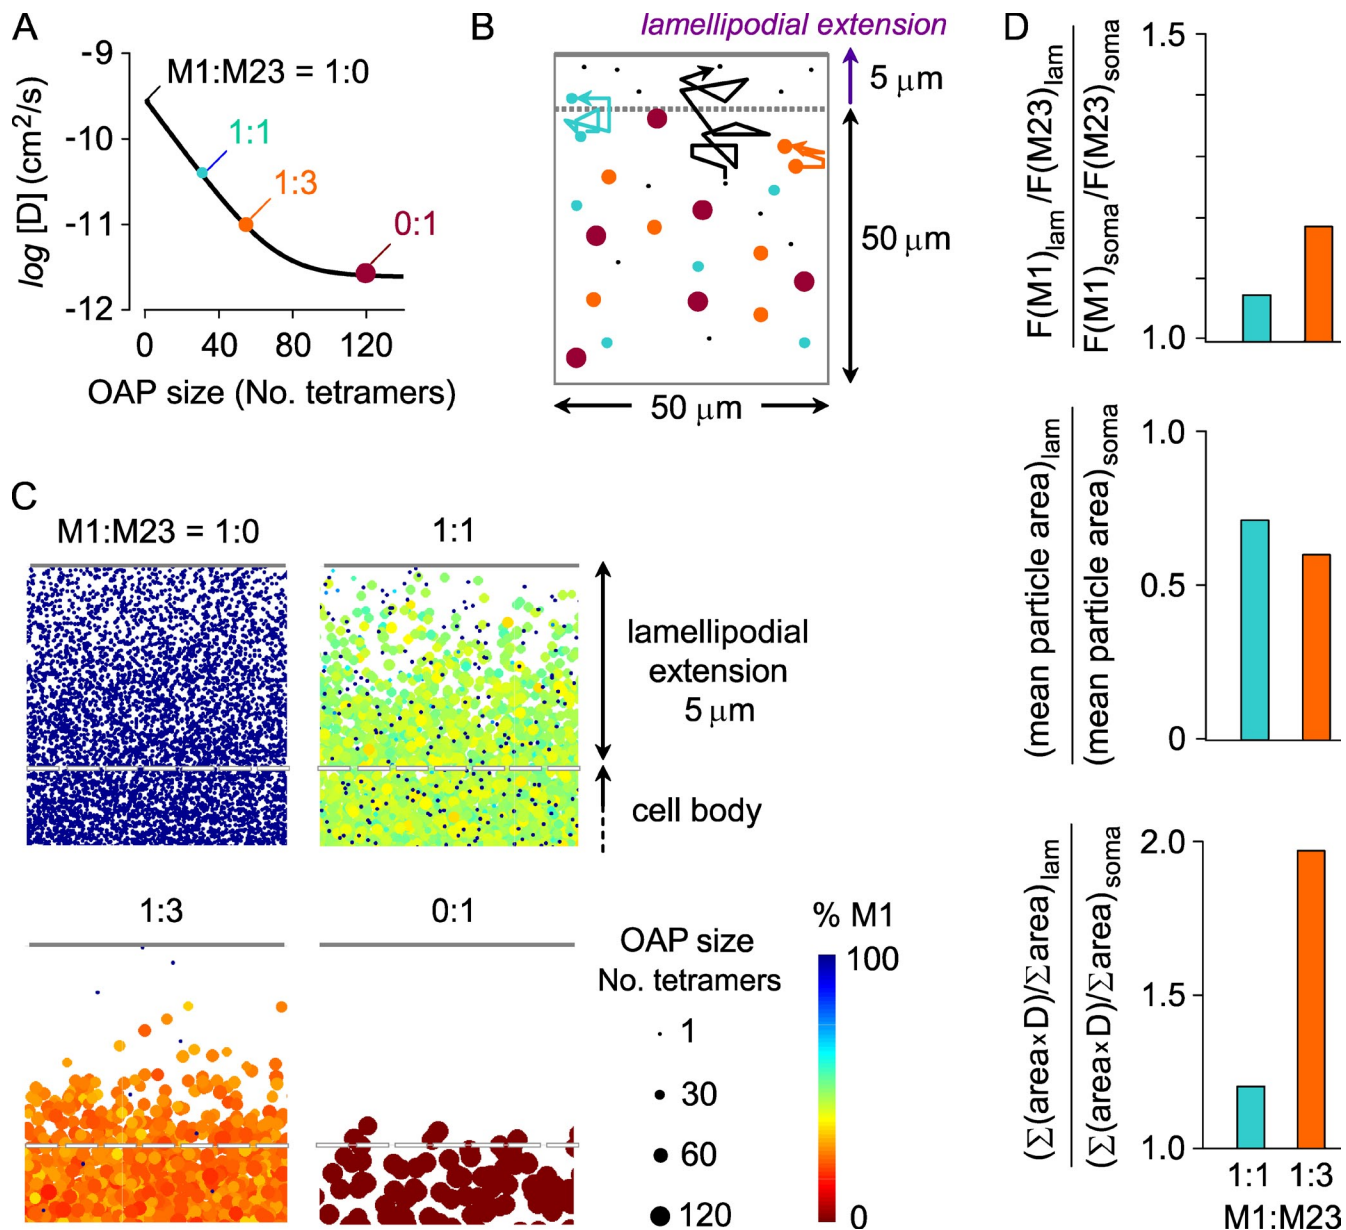 A
-9
-10
-11
-12
log [D] (cm²/s)
M1:M23 = 1:0
1:1
1:3
0:1
0 40 80 120
OAP size (No. tetramers)
B
lamellipodial extension
5 μm
50 μm
50 μm
C
M1:M23 = 1:0
1:1
lamellipodial
extension
5 μm
cell body
1:3
0:1
OAP size
No. tetramers
1
30
60
120
% M1
100
0
D
F(M1)lam/F(M23)lam
F(M1)soma/F(M23)soma
1.5
1.0
(mean particle area)lam
(mean particle area)soma
1.0
0.5
0
(Σ(area×D)/Σarea)lam
(Σ(area×D)/Σarea)soma
2.0
1.5
1.0
1:1 1:3
M1:M23